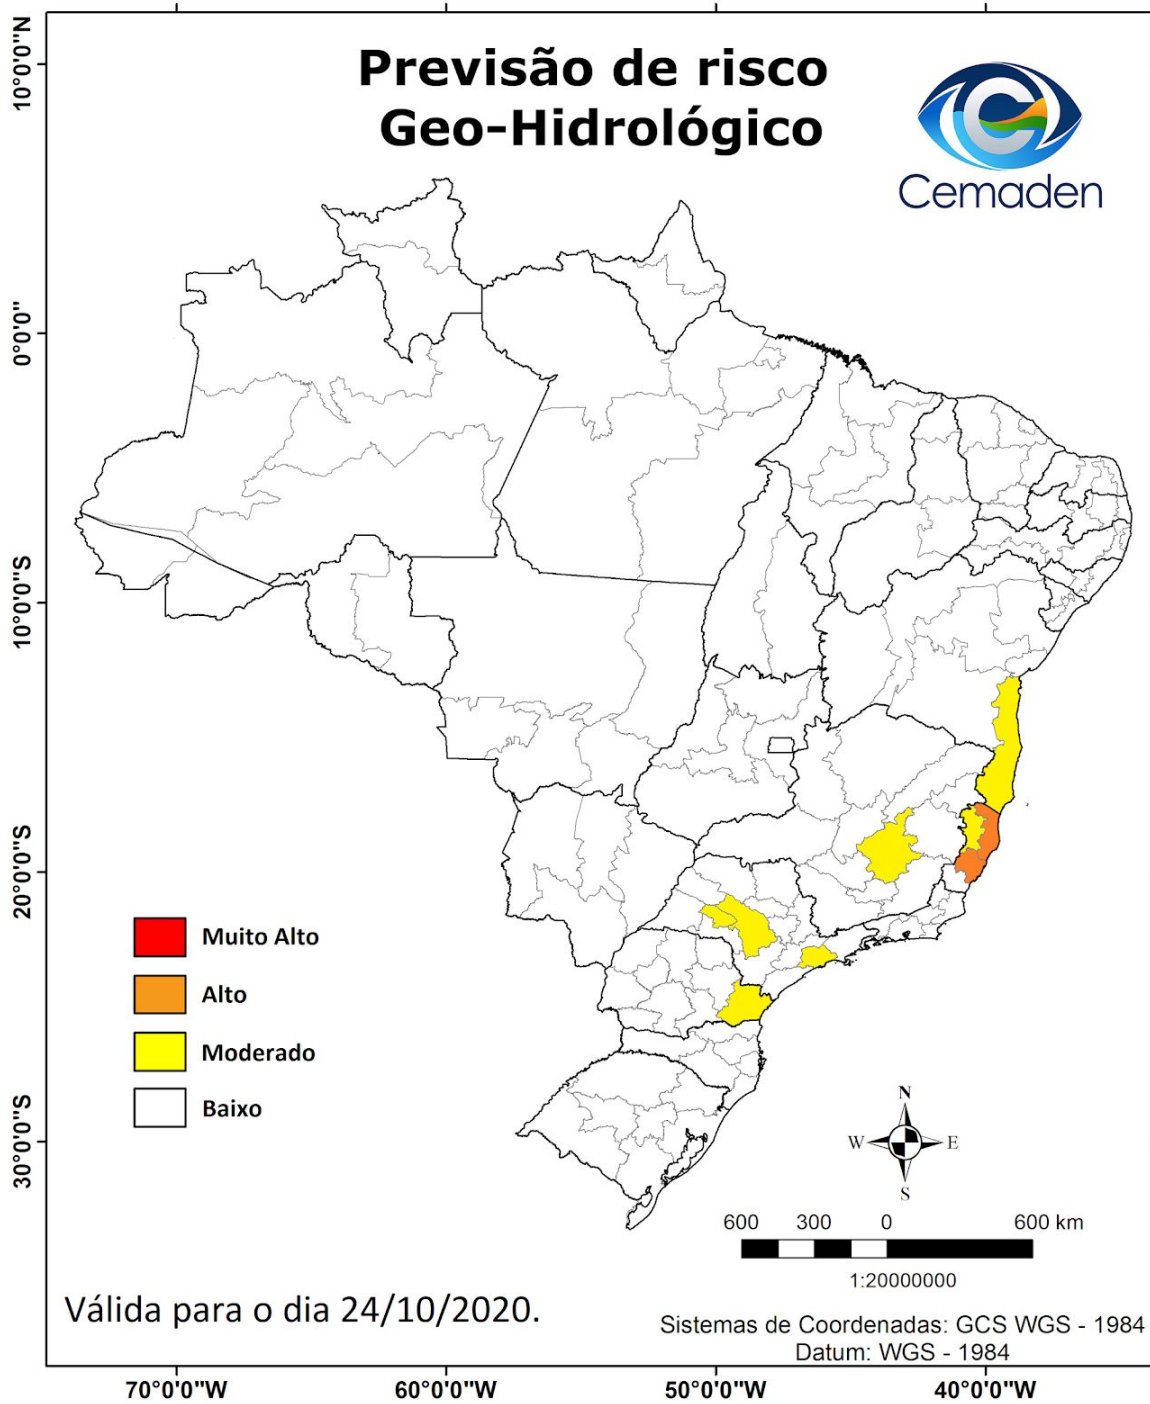 Previsão de risco
Geo-Hidrológico
C
Cemaden
10°0'0"N
0°0'0"
10°0'0"S
20°0'0"S
30°0'0"S
Muito Alto
Alto
Moderado
Baixo
N
W E
S
600 300 0 600 km
1:20000000
Válida para o dia 24/10/2020.
Sistemas de Coordenadas: GCS WGS - 1984
Datum: WGS - 1984
70°0'0"W 60°0'0"W 50°0'0"W 40°0'0"W